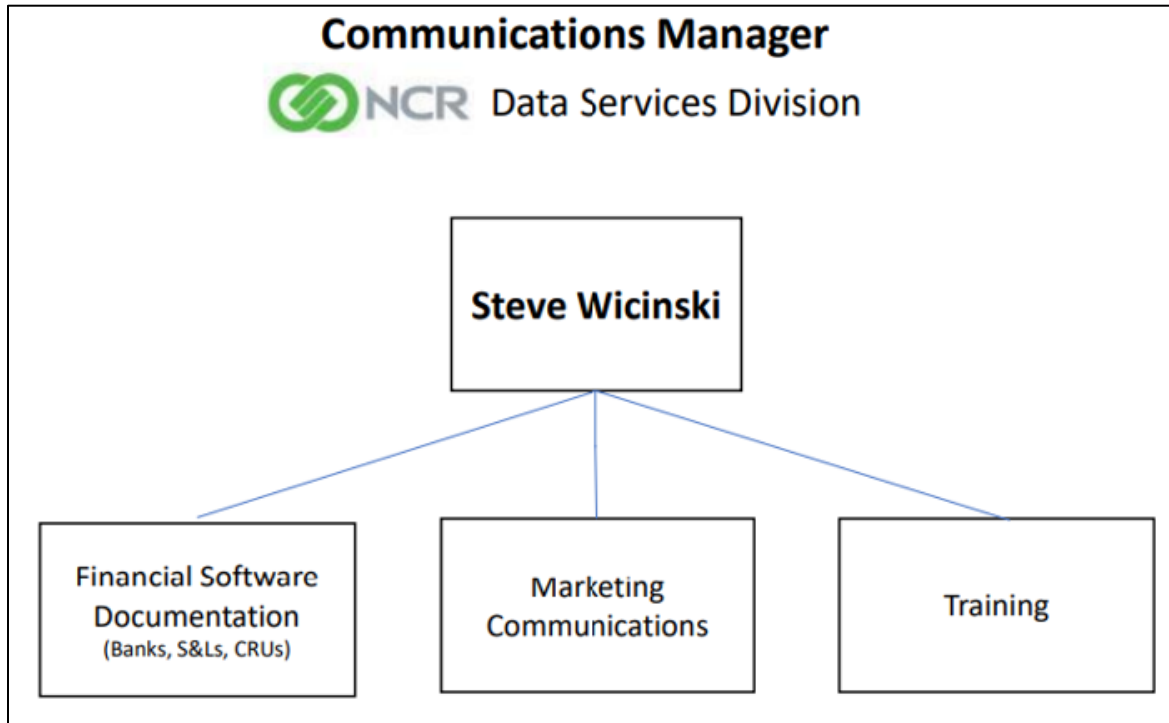 Communications Manager
NCR Data Services Division
Steve Wicinski
Financial Software
Documentation
(Banks, S&Ls, CRUs)
Marketing
Communications
Training